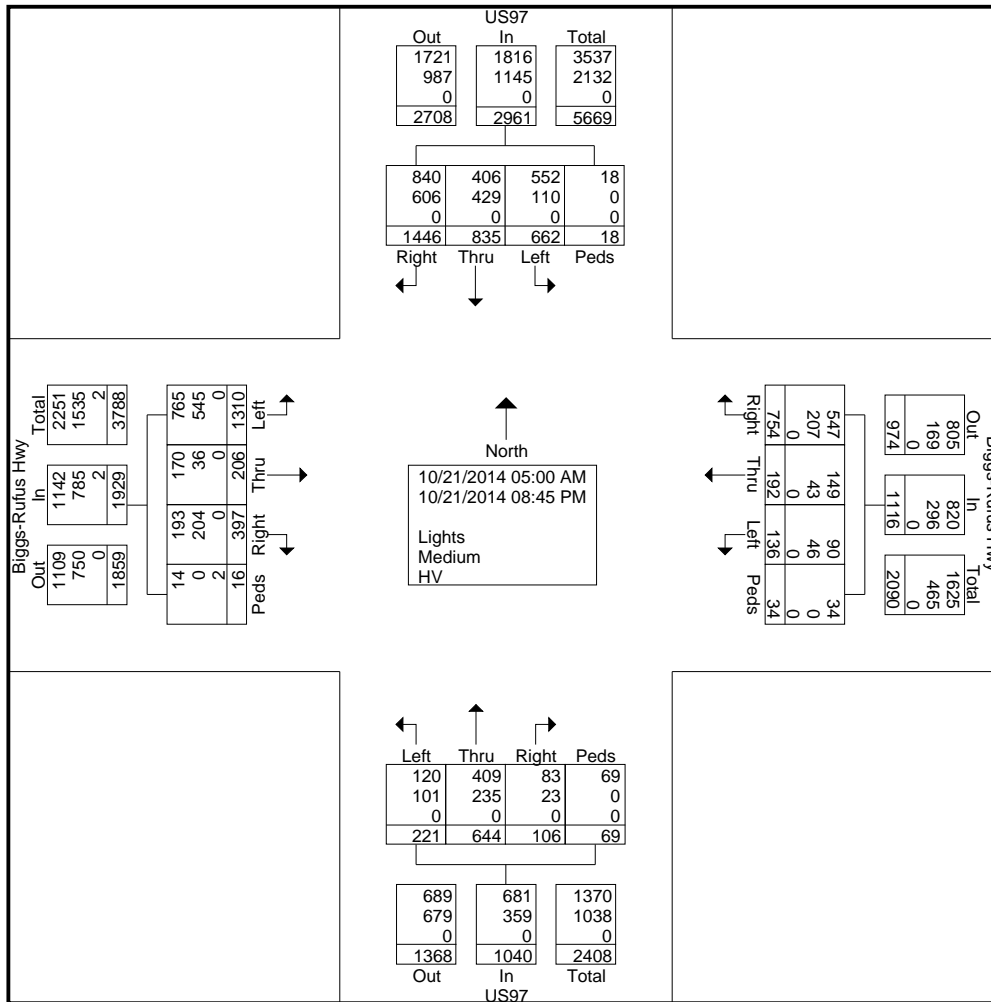 US97
Out In Total
1721 1816 3537
987 1145 2132
0 0 0
2708 2961 5669
840 406 552 18
606 429 110 0
0 0 0 0
1446 835 662 18
Right Thru Left Peds
Biggs-Rufus Hwy
Total In Out
2251 1142 1109
1535 785 750
2 2 0
3788 1929 1859
765 170 193 14
545 36 204 0
0 0 0 2
1310 206 397 16
Left Thru Right Peds
North
10/21/2014 05:00 AM
10/21/2014 08:45 PM
Lights
Medium
HV
Right Thru Left Peds
754 192 136 34
0 0 0 0
207 43 46 0
547 149 90 34
Biggs-Rufus Hwy
Out In Total
805 820 1625
169 296 465
0 0 0
974 1116 2090
Left Thru Right Peds
120 409 83 69
101 235 23 0
0 0 0 0
221 644 106 69
689 681 1370
679 359 1038
0 0 0
1368 1040 2408
Out In Total
US97